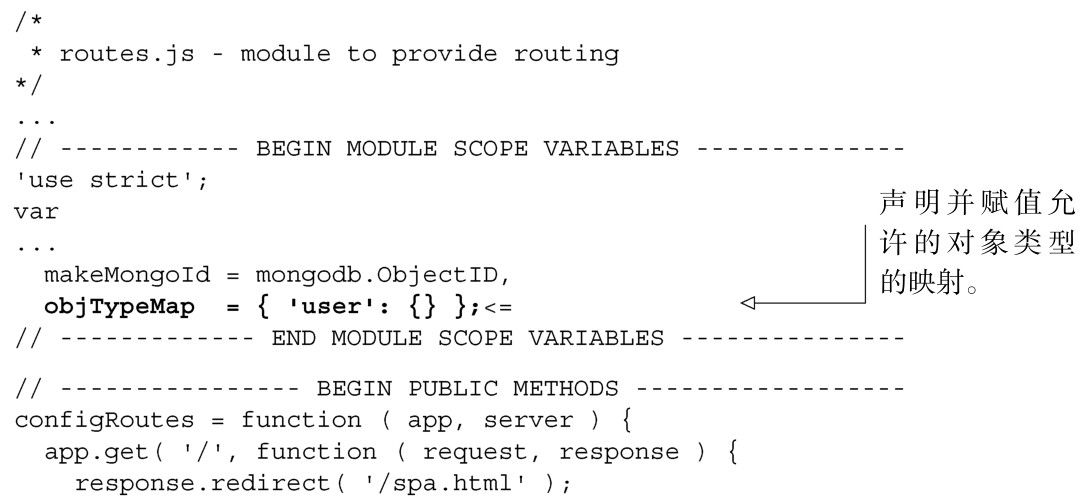 /*
 * routes.js - module to provide routing
*/
...
// ------------ BEGIN MODULE SCOPE VARIABLES --------------
'use strict';
var
...
  makeMongoId = mongodb.ObjectID,
  objTypeMap  = { 'user': {} };<=
// ------------- END MODULE SCOPE VARIABLES ---------------
声明并赋值允
许的对象类型
的映射。
// ---------------- BEGIN PUBLIC METHODS ------------------
configRoutes = function ( app, server ) {
  app.get( '/', function ( request, response ) {
    response.redirect( '/spa.html' );